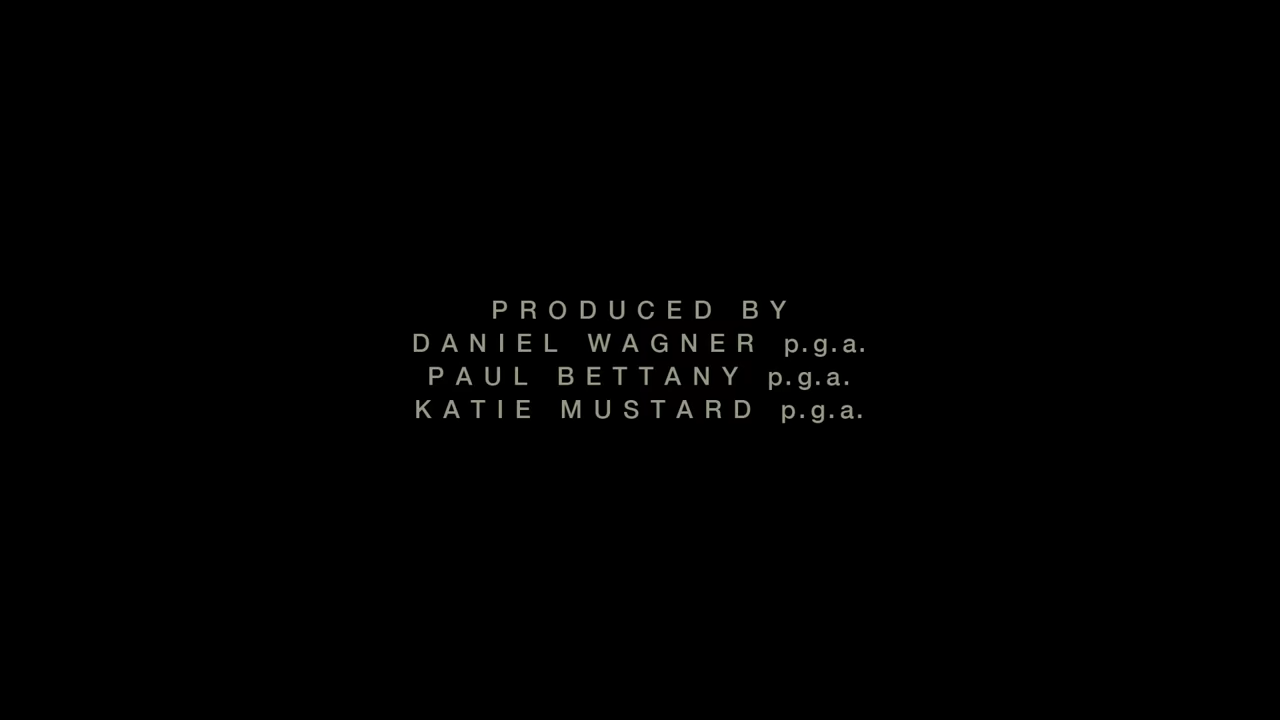 PRODUCED BY
DANIEL WAGNER p.g.a.
PAUL BETTANY p.g.a.
KATIE MUSTARD p.g.a.